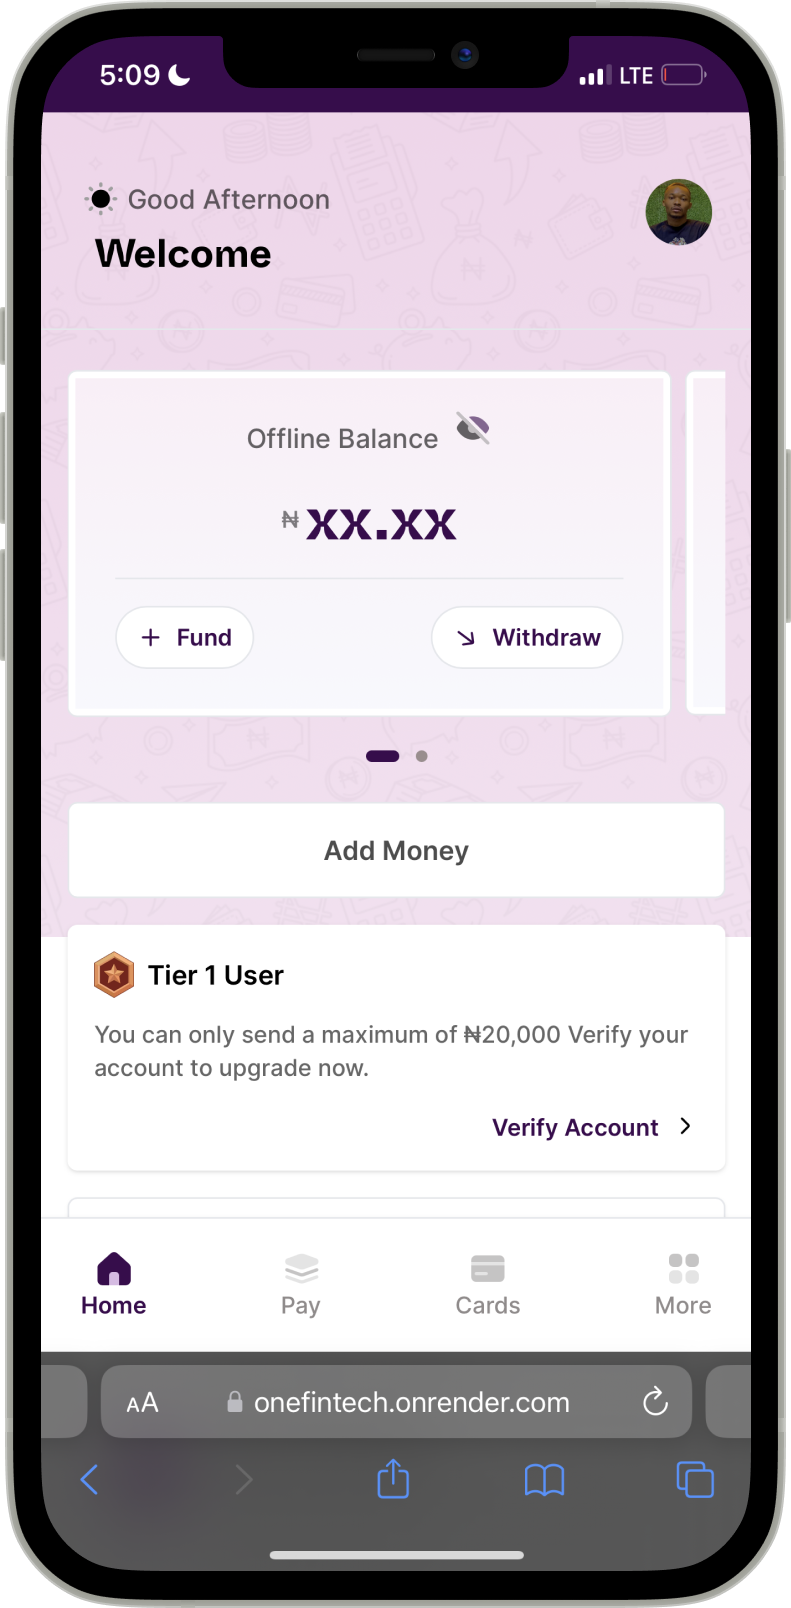 5:09 LTE
Good Afternoon
Welcome
Offline Balance
₦ xx.xx
+ Fund Withdraw
Add Money
Tier 1 User
You can only send a maximum of ₦20,000 Verify your
account to upgrade now.
Verify Account
Home Pay Cards More
AA onefintech.onrender.com